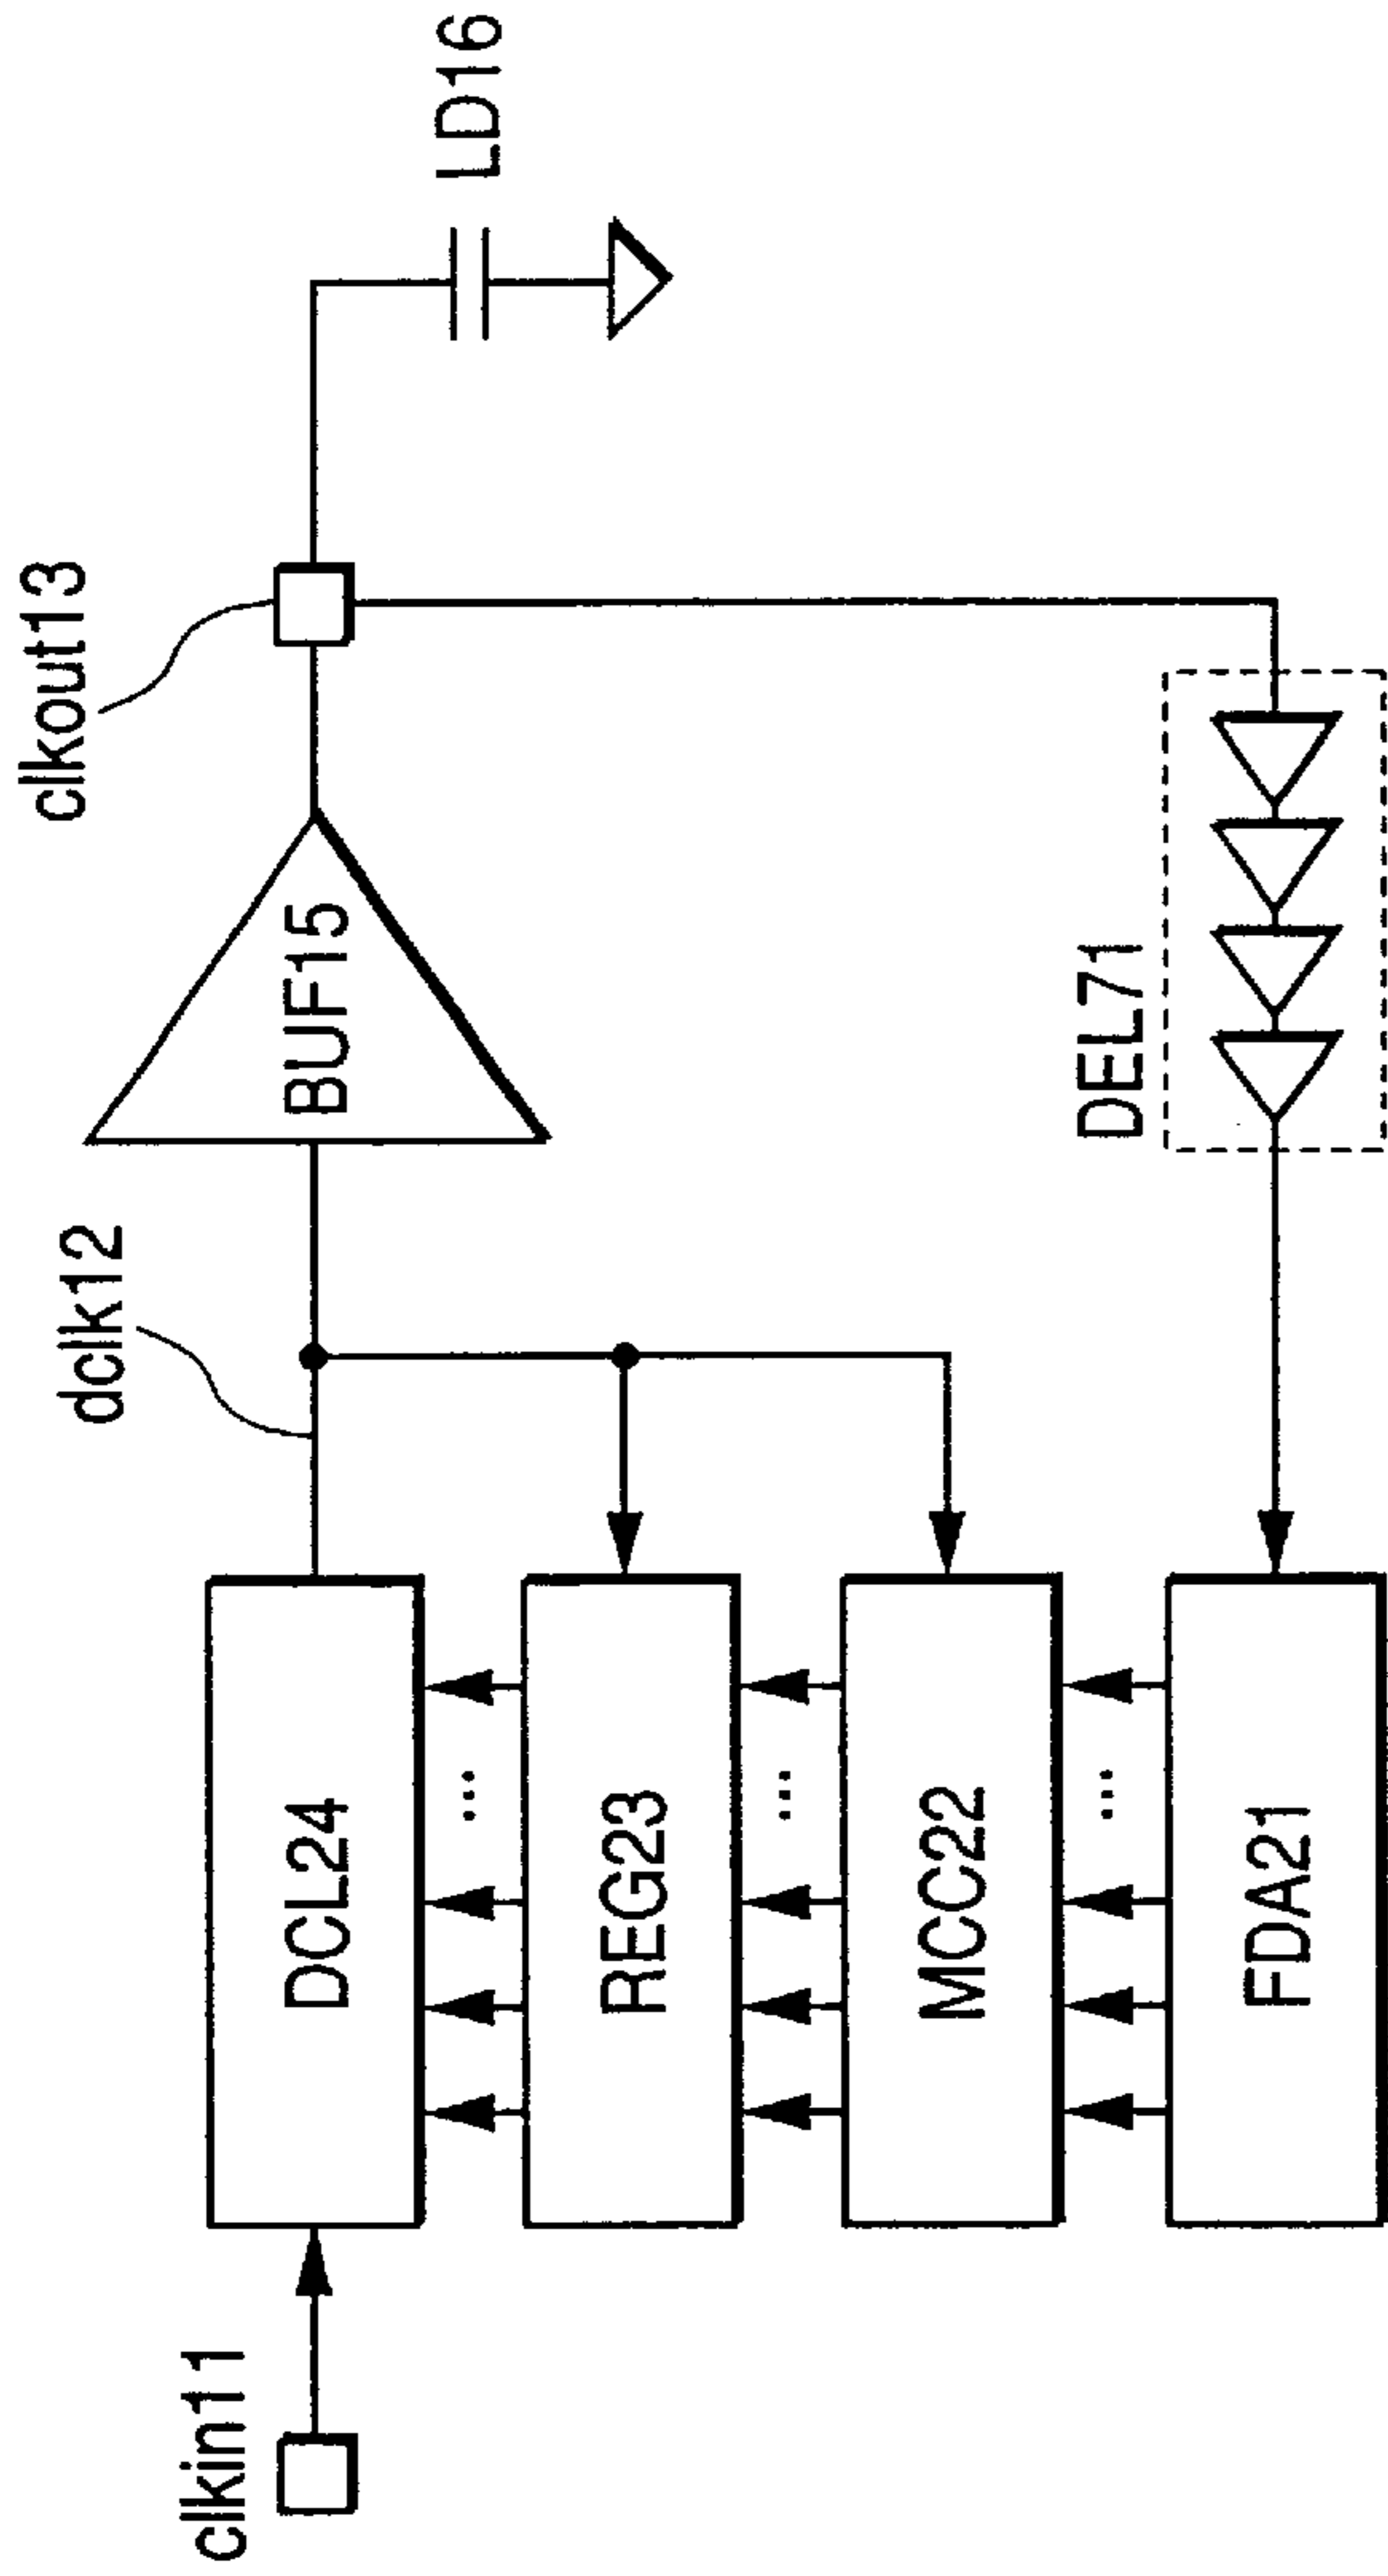 clkin11
DCL24
dclk12
BUF15
clkout13
LD16
...
REG23
...
MCC22
...
FDA21
DEL71